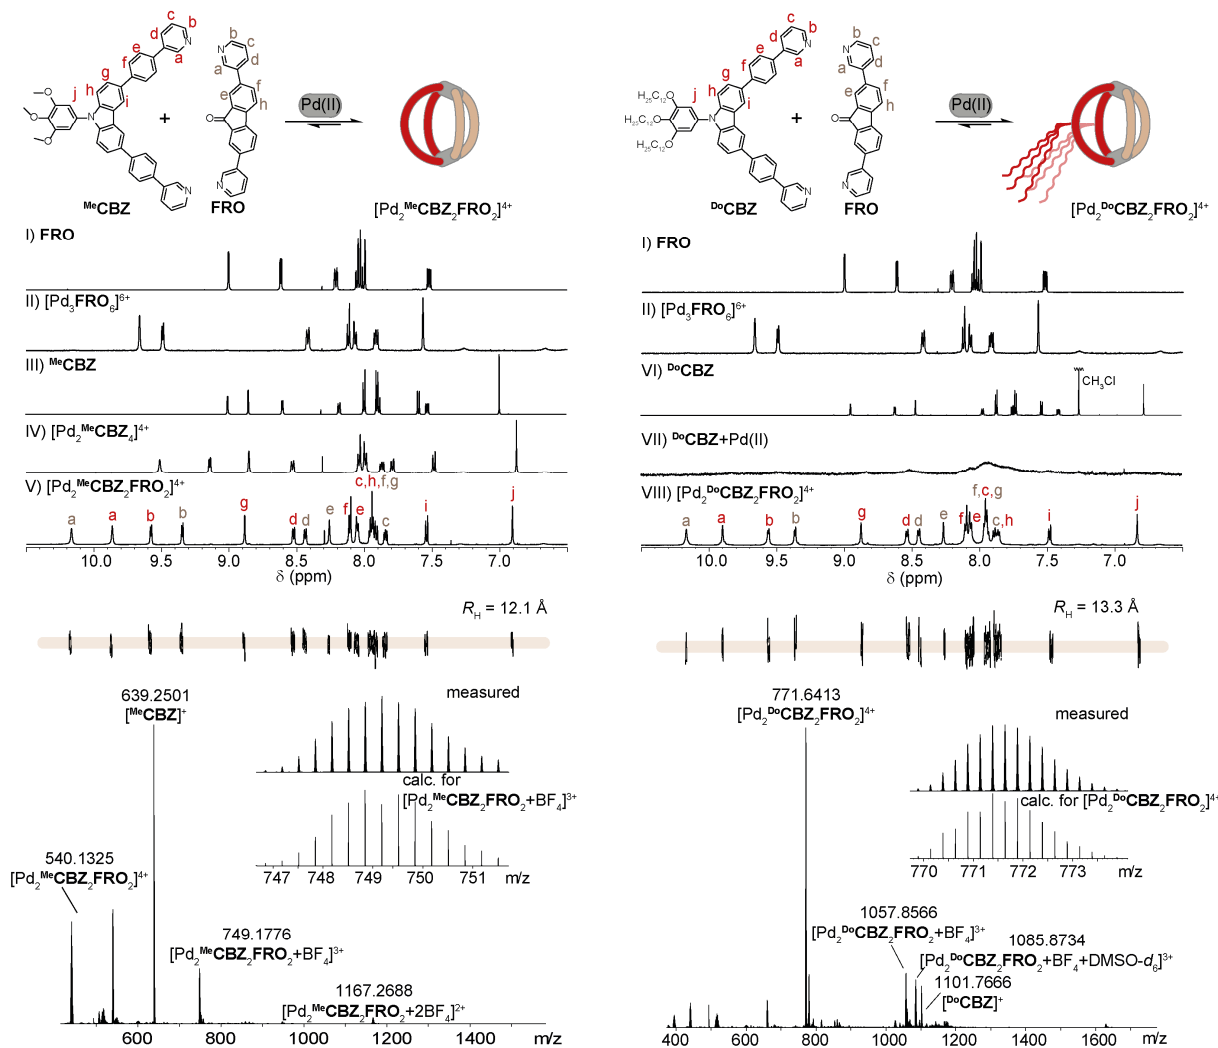 c
d
b
e
a
f
g
h
i
j
O
O
O
N
N
N
+
b
c
a
d
e
f
h
O
N
N
Pd(II)
MeCBZ
FRO
[Pd2MeCBZ2FRO2]4+
I) FRO
II) [Pd3FRO6]6+
III) MeCBZ
IV) [Pd2MeCBZ4]4+
V) [Pd2MeCBZ2FRO2]4+
c,h,f,g
a a b b g d d e f e c i j
10.0 9.5 9.0 8.5 8.0 7.5 7.0
δ (ppm)
RH = 12.1 Å
639.2501
[MeCBZ]+
measured
calc. for
[Pd2MeCBZ2FRO2+BF4]3+
747 748 749 750 751 m/z
540.1325
[Pd2MeCBZ2FRO2]4+
749.1776
[Pd2MeCBZ2FRO2+BF4]3+
1167.2688
[Pd2MeCBZ2FRO2+2BF4]2+
600 800 1000 1200 1400 m/z
c
d
b
e
a
f
g
h
i
j
H25C12
O
H25C12
O
H25C12
O
N
N
N
+
b
c
a
d
e
f
h
O
N
N
Pd(II)
DoCBZ
FRO
[Pd2DoCBZ2FRO2]4+
I) FRO
II) [Pd3FRO6]6+
VI) DoCBZ
CH3Cl
VII) DoCBZ+Pd(II)
VIII) [Pd2DoCBZ2FRO2]4+
f,c,g
a a b b g d d e f e c,h i j
10.0 9.5 9.0 8.5 8.0 7.5 7.0
δ (ppm)
RH = 13.3 Å
771.6413
[Pd2DoCBZ2FRO2]4+
measured
calc. for [Pd2DoCBZ2FRO2]4+
770 771 772 773 m/z
1057.8566
[Pd2DoCBZ2FRO2+BF4]3+
1085.8734
[Pd2DoCBZ2FRO2+BF4+DMSO-d6]3+
1101.7666
[DoCBZ]+
400 600 800 1000 1200 1400 1600 m/z